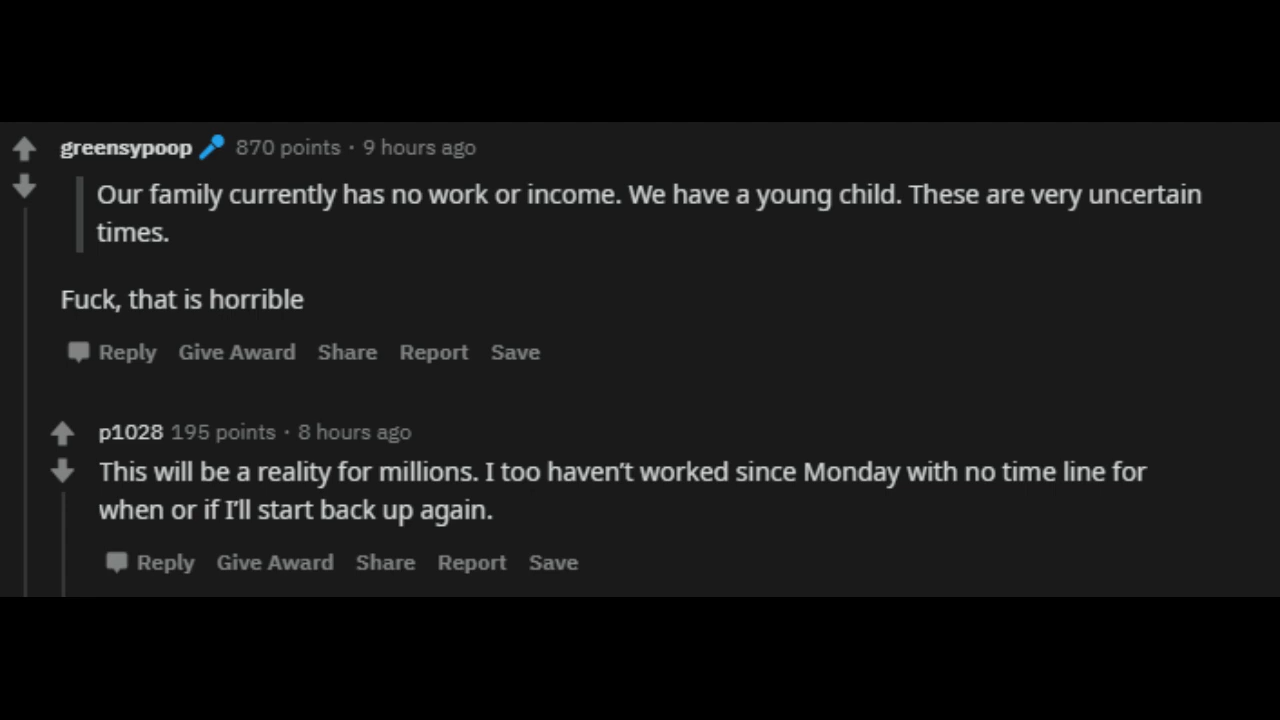 greensypoop 870 points · 9 hours ago
Our family currently has no work or income. We have a young child. These are very uncertain
times.
Fuck, that is horrible
Reply Give Award Share Report Save
p1028 195 points · 8 hours ago
This will be a reality for millions. I too haven't worked since Monday with no time line for
when or if I'll start back up again.
Reply Give Award Share Report Save